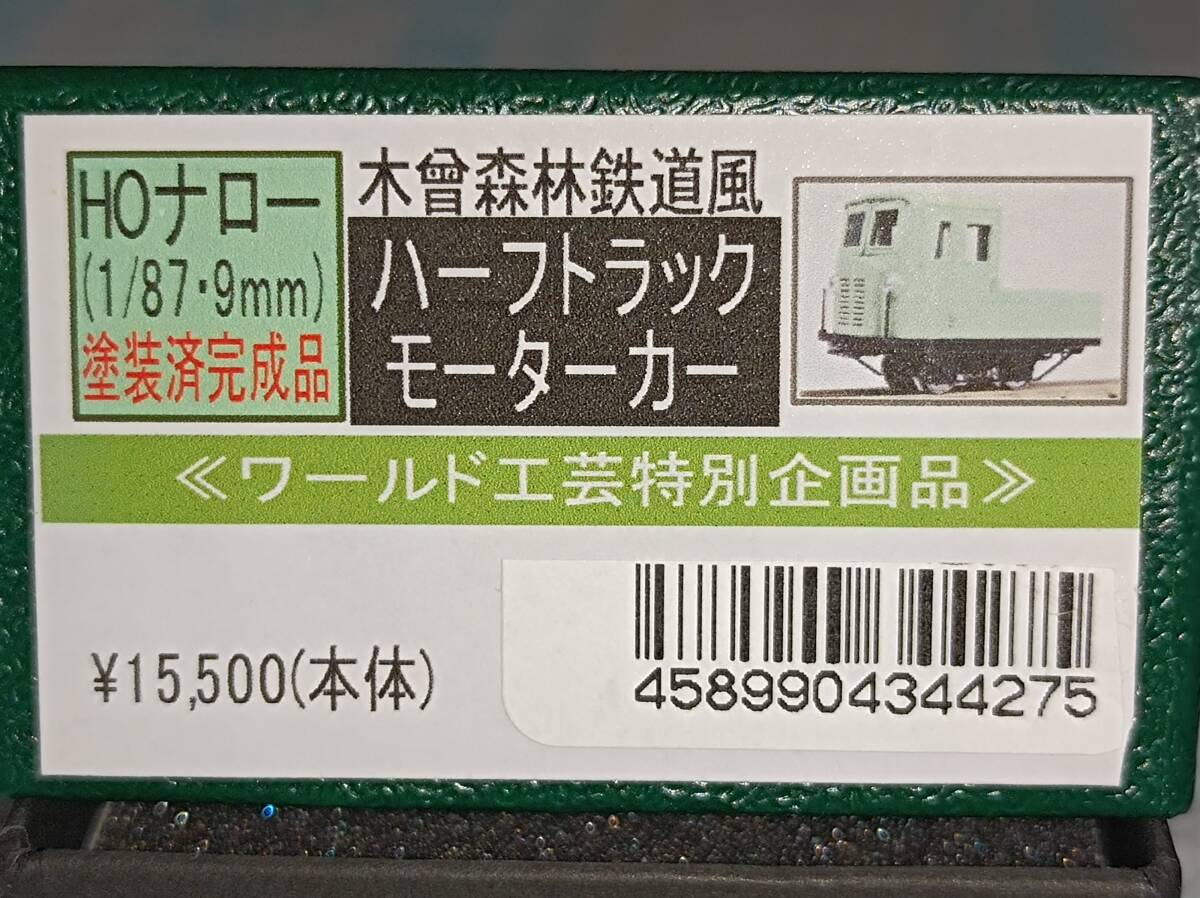 HOナロー
(1/87・9mm)
塗装済完成品
木曾森林鉄道風
ハーフトラック
モーターカー
≪ワールド工芸特別企画品≫
¥15,500(本体)
4589904344275